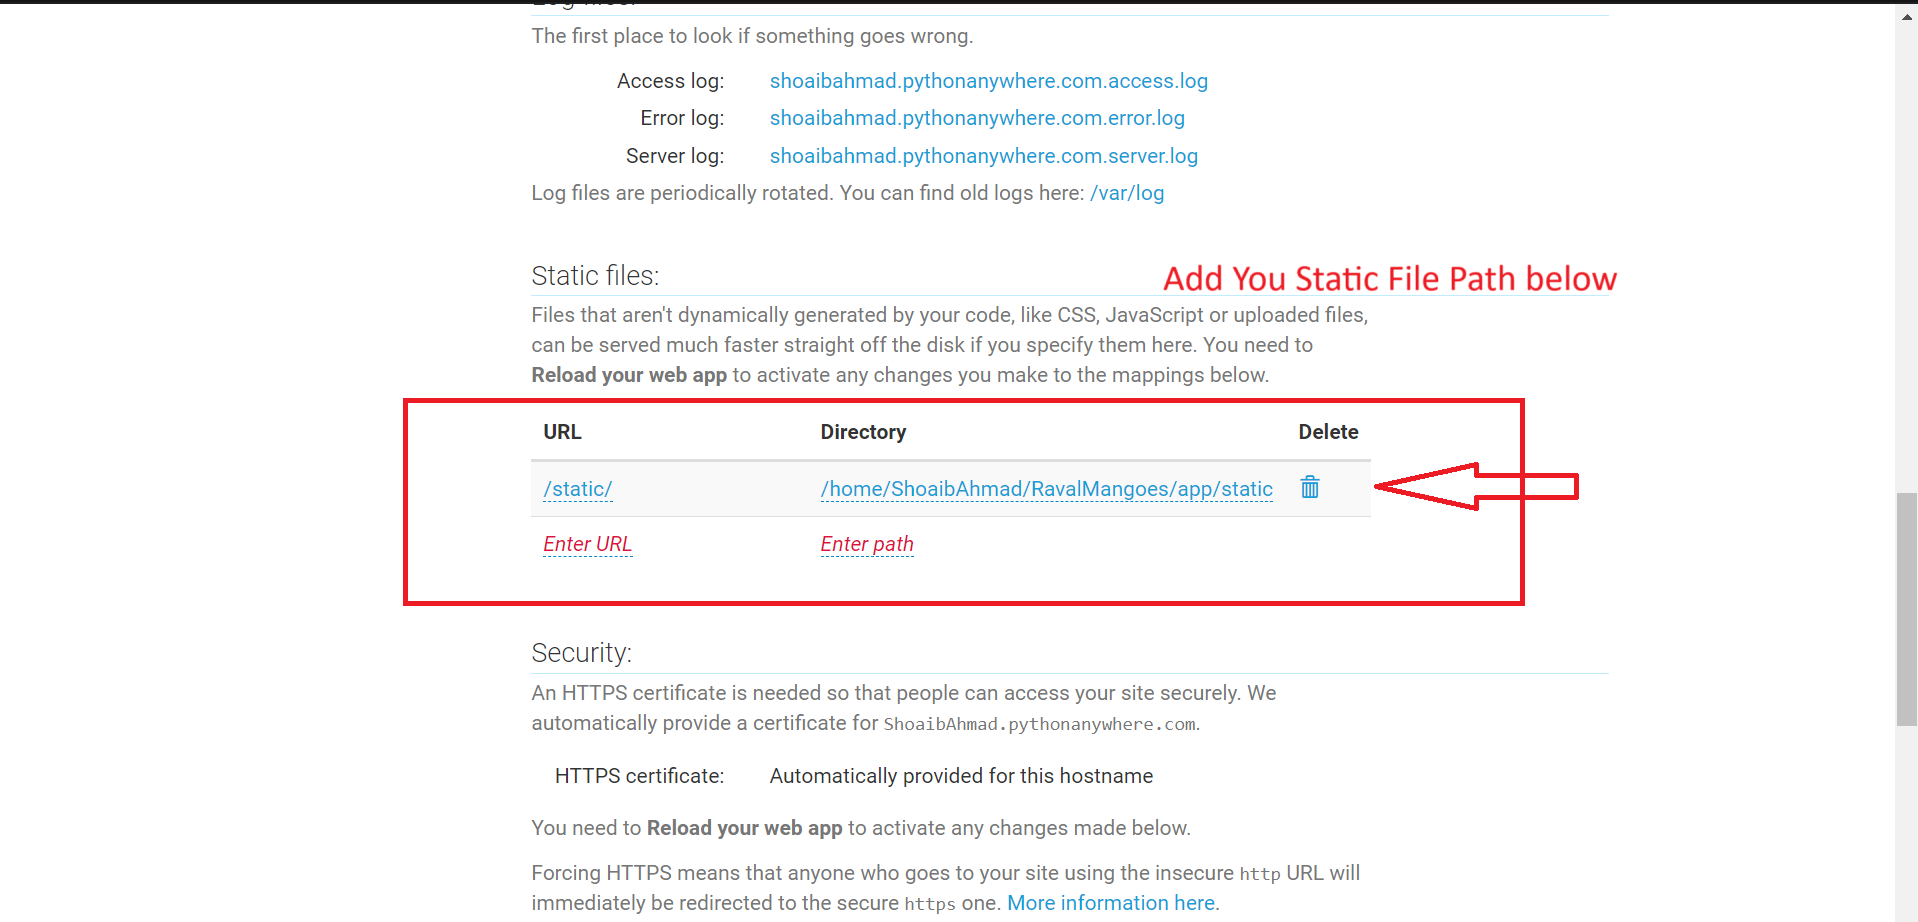 Log files:
The first place to look if something goes wrong.
Access log: shoaibahmad.pythonanywhere.com.access.log
Error log: shoaibahmad.pythonanywhere.com.error.log
Server log: shoaibahmad.pythonanywhere.com.server.log
Log files are periodically rotated. You can find old logs here: /var/log
Static files:
Add You Static File Path below
Files that aren't dynamically generated by your code, like CSS, JavaScript or uploaded files,
can be served much faster straight off the disk if you specify them here. You need to
Reload your web app to activate any changes you make to the mappings below.
URL Directory Delete
/static/ /home/ShoaibAhmad/RavalMangoes/app/static
Enter URL Enter path
Security:
An HTTPS certificate is needed so that people can access your site securely. We
automatically provide a certificate for ShoaibAhmad.pythonanywhere.com.
HTTPS certificate: Automatically provided for this hostname
You need to Reload your web app to activate any changes made below.
Forcing HTTPS means that anyone who goes to your site using the insecure http URL will
immediately be redirected to the secure https one. More information here.